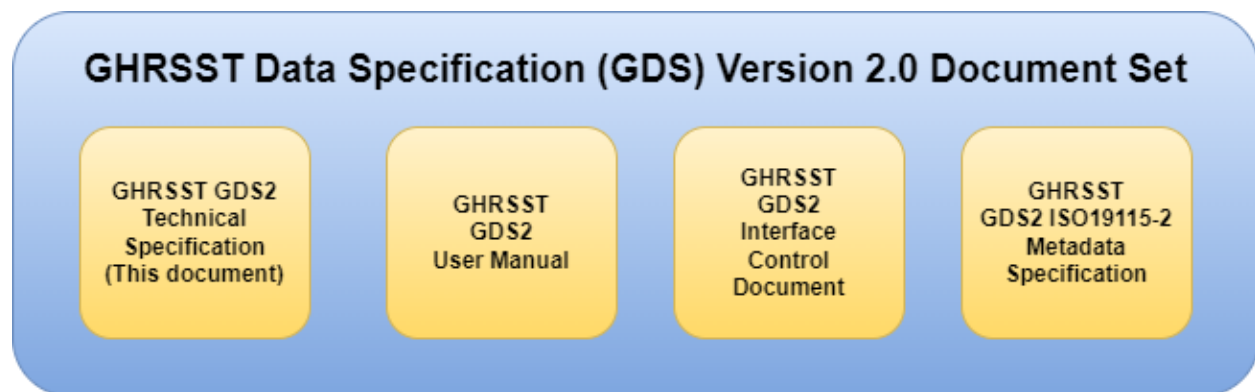 GHRSST Data Specification (GDS) Version 2.0 Document Set
GHRSST GDS2
Technical
Specification
(This document)
GHRSST
GDS2
User Manual
GHRSST
GDS2
Interface
Control
Document
GHRSST
GDS2 ISO19115-2
Metadata
Specification